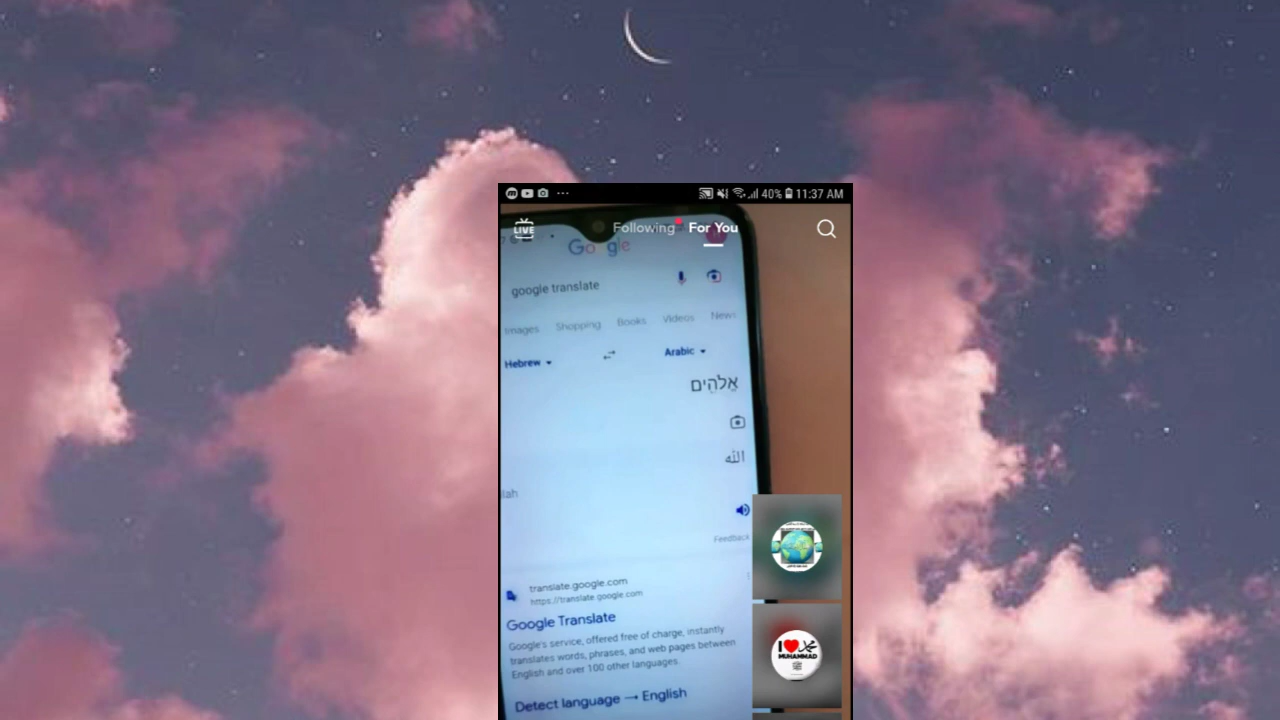 40% 11:37 AM
LIVE Following For You
Google
google translate
Images Shopping Books Videos News
Hebrew Arabic
אֱלֹהִים
الله
lah
Feedback
translate.google.com
https://translate.google.com
Google Translate
Google's service, offered free of charge, instantly
translates words, phrases, and web pages between
English and over 100 other languages.
Detect language → English
I MUHAMMAD